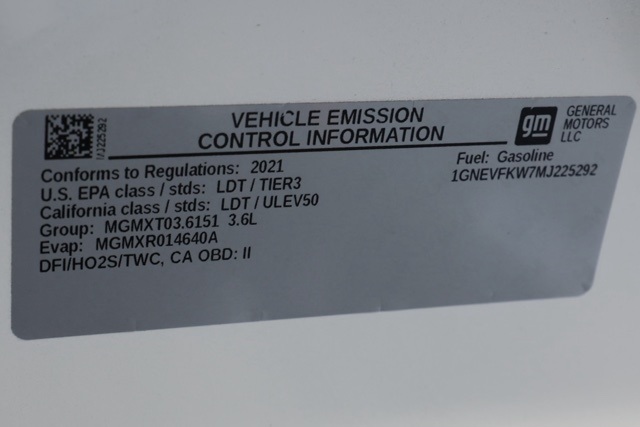 MJ225292
VEHICLE EMISSION
CONTROL INFORMATION
gm
GENERAL
MOTORS
LLC
Conforms to Regulations: 2021
U.S. EPA class / stds: LDT / TIER3
California class / stds: LDT / ULEV50
Group: MGMXT03.6151 3.6L
Evap: MGMXR014640A
DFI/HO2S/TWC, CA OBD: II
Fuel: Gasoline
1GNEVFKW7MJ225292